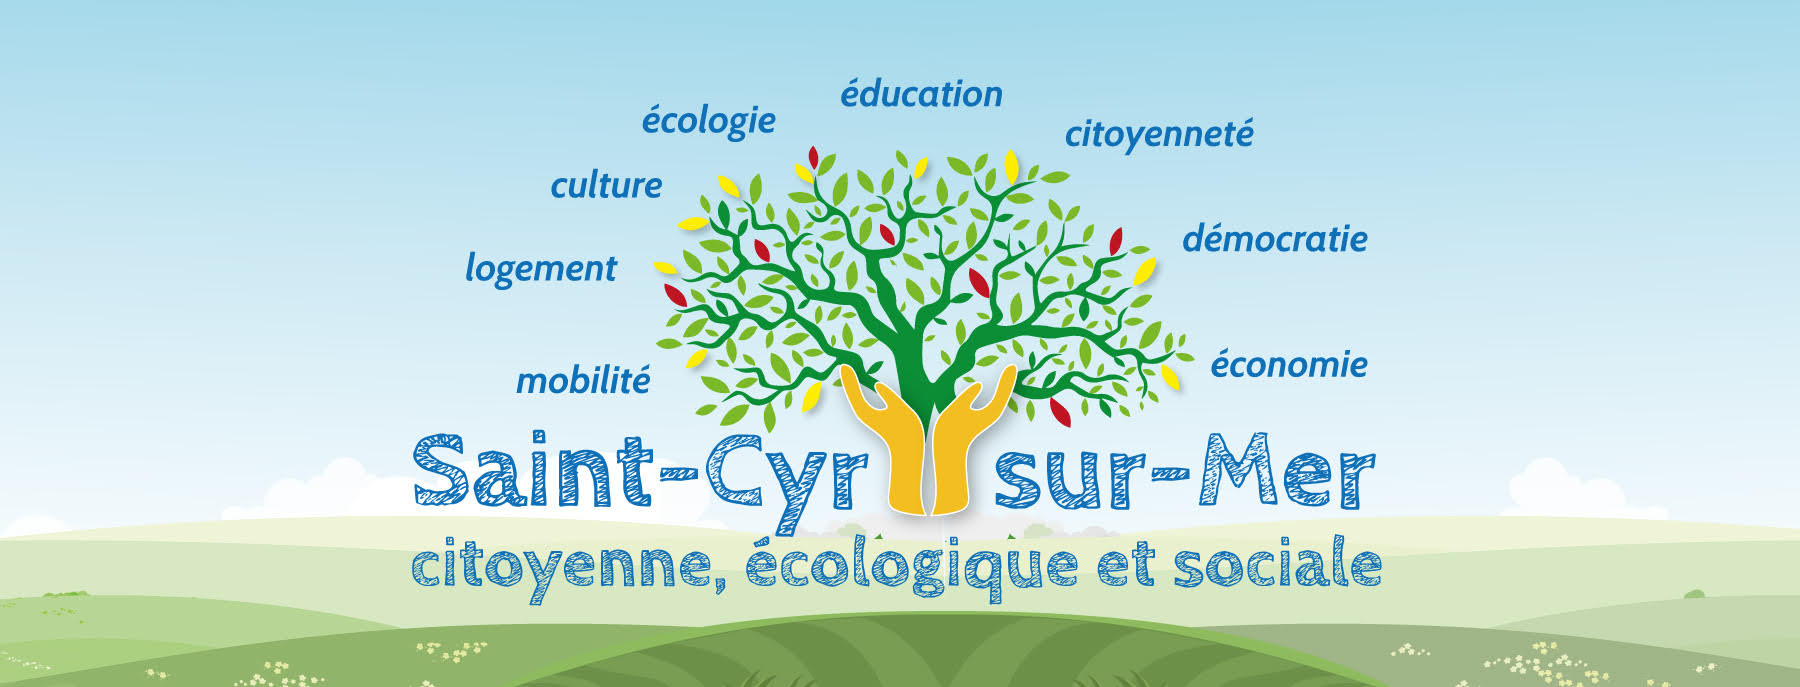 éducation
écologie
citoyenneté
culture
démocratie
logement
économie
mobilité
Saint-Cyr sur-Mer
citoyenne, écologique et sociale